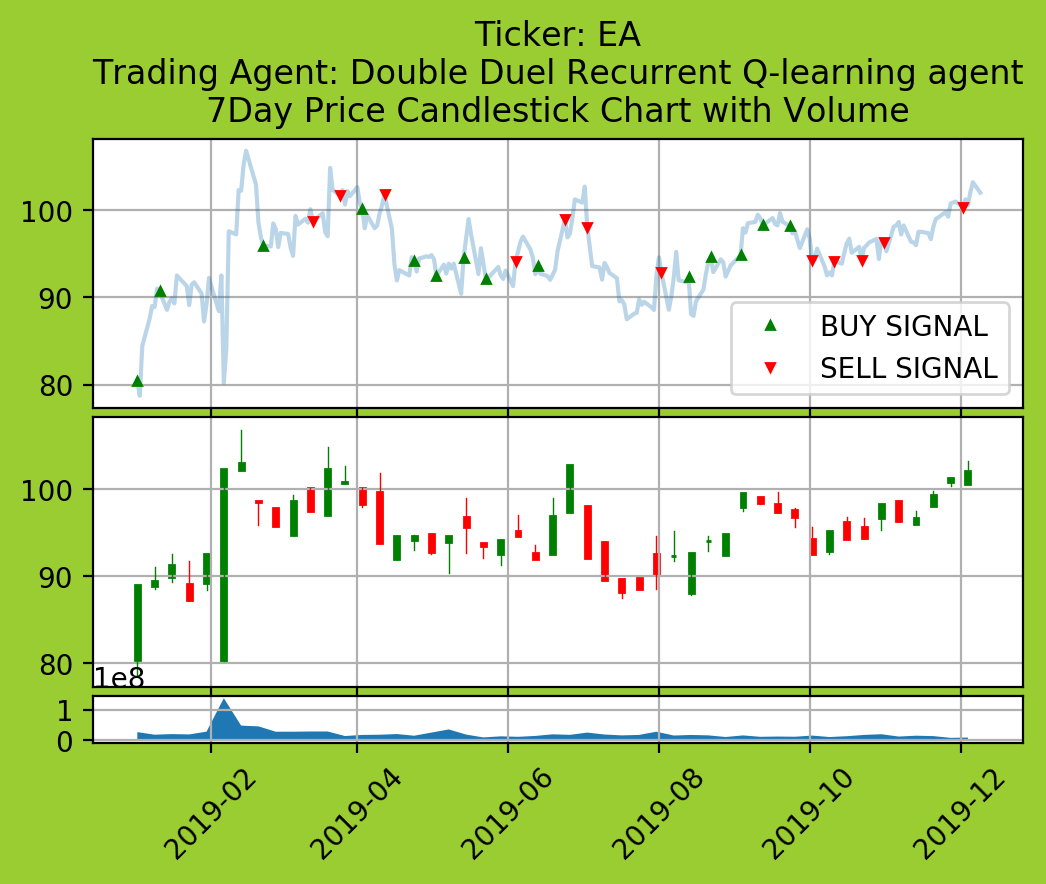 Ticker: EA
Trading Agent: Double Duel Recurrent Q-learning agent
7Day Price Candlestick Chart with Volume
100
90
80
BUY SIGNAL
SELL SIGNAL
100
90
80
1e8
1
0
2019-02
2019-04
2019-06
2019-08
2019-10
2019-12